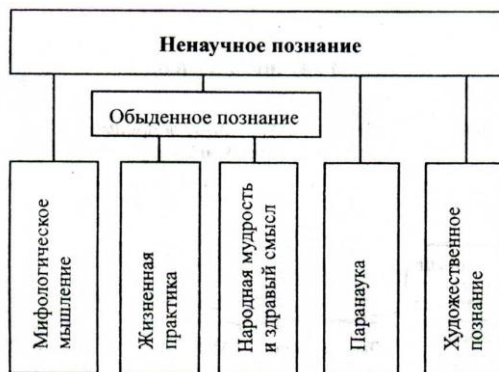 Ненаучное познание
Обыденное познание
Мифологическое
мышление
Жизненная
практика
Народная мудрость
и здравый смысл
Паранаука
Художественное
познание